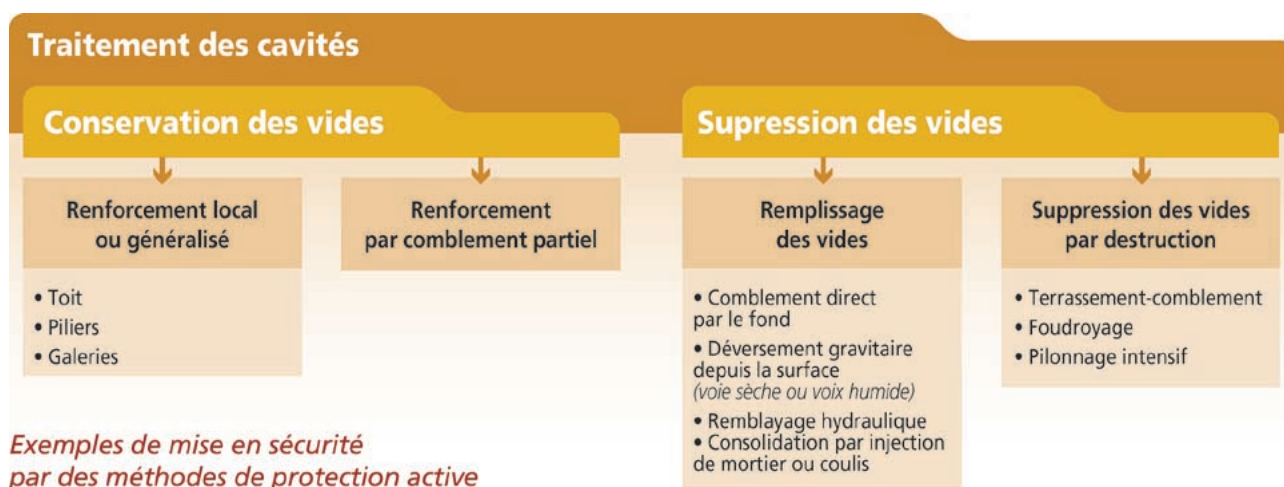 Traitement des cavités
Conservation des vides
Renforcement local
ou généralisé
• Toit
• Piliers
• Galeries
Renforcement
par comblement partiel
Supression des vides
Remplissage
des vides
• Comblement direct
par le fond
• Déversement gravitaire
depuis la surface
(voie sèche ou voix humide)
• Remblayage hydraulique
• Consolidation par injection
de mortier ou coulis
Suppression des vides
par destruction
• Terrassement-comblement
• Foudroyage
• Pilonnage intensif
Exemples de mise en sécurité
par des méthodes de protection active